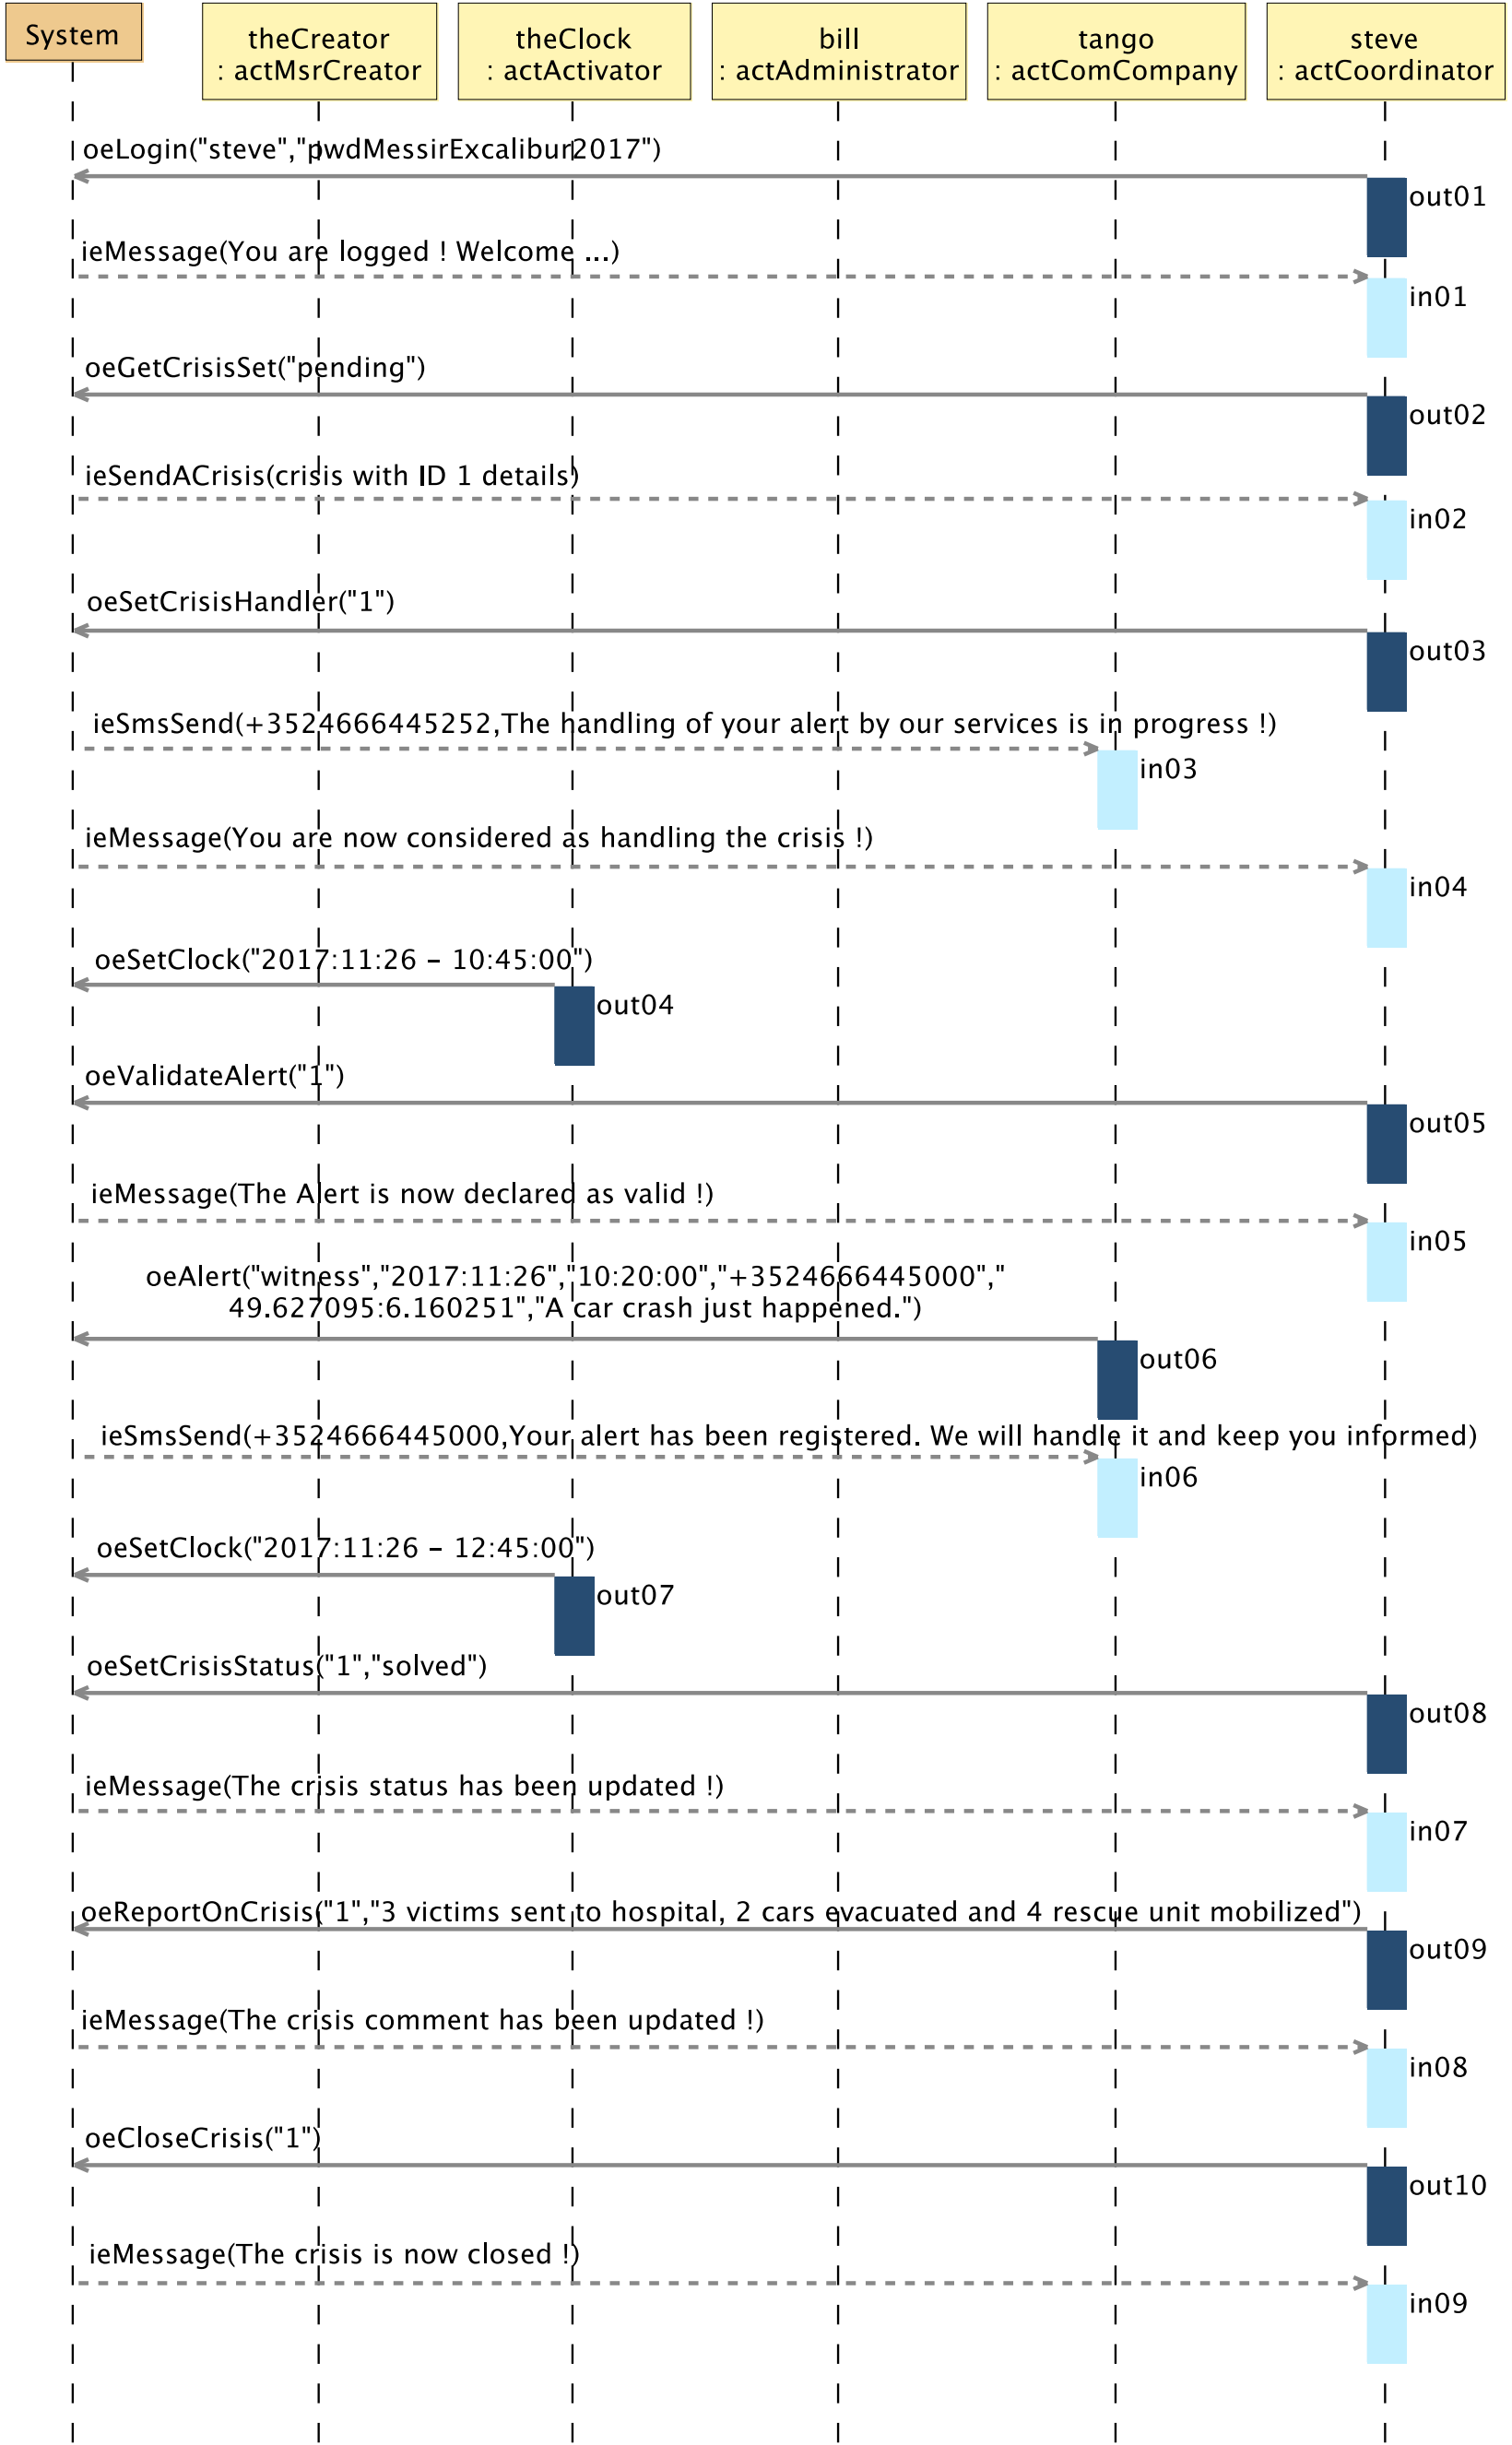 System
theCreator
: actMsrCreator
theClock
: actActivator
bill
: actAdministrator
tango
: actComCompany
steve
: actCoordinator
oeLogin("steve","pwdMessirExcalibur2017")
out01
ieMessage(You are logged ! Welcome ...)
in01
oeGetCrisisSet("pending")
out02
ieSendACrisis(crisis with ID 1 details)
in02
oeSetCrisisHandler("1")
out03
ieSmsSend(+3524666445252,The handling of your alert by our services is in progress !)
in03
ieMessage(You are now considered as handling the crisis !)
in04
oeSetClock("2017:11:26 - 10:45:00")
out04
oeValidateAlert("1")
out05
ieMessage(The Alert is now declared as valid !)
in05
oeAlert("witness","2017:11:26","10:20:00","+3524666445000","
49.627095:6.160251","A car crash just happened.")
out06
ieSmsSend(+3524666445000,Your alert has been registered. We will handle it and keep you informed)
in06
oeSetClock("2017:11:26 - 12:45:00")
out07
oeSetCrisisStatus("1","solved")
out08
ieMessage(The crisis status has been updated !)
in07
oeReportOnCrisis("1","3 victims sent to hospital, 2 cars evacuated and 4 rescue unit mobilized")
out09
ieMessage(The crisis comment has been updated !)
in08
oeCloseCrisis("1")
out10
ieMessage(The crisis is now closed !)
in09